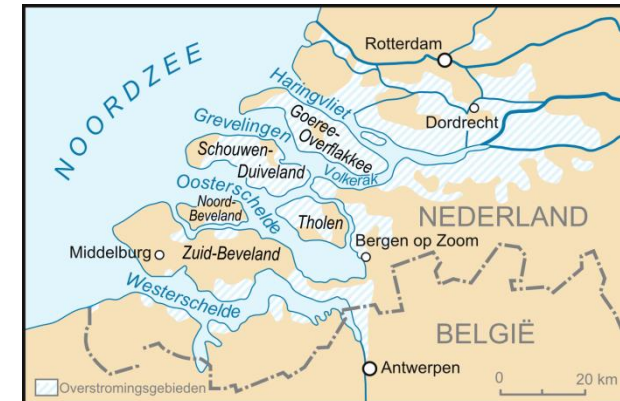 NOORDZEE
Rotterdam
Haringvliet
Dordrecht
Goeree-
Overflakkee
Grevelingen
Schouwen-
Duiveland
Volkerak
Oosterschelde
Noord-
Beveland
Tholen
NEDERLAND
Middelburg
Zuid-Beveland
Bergen op Zoom
Westerschelde
BELGIË
Antwerpen
Overstromingsgebieden
0 20 km